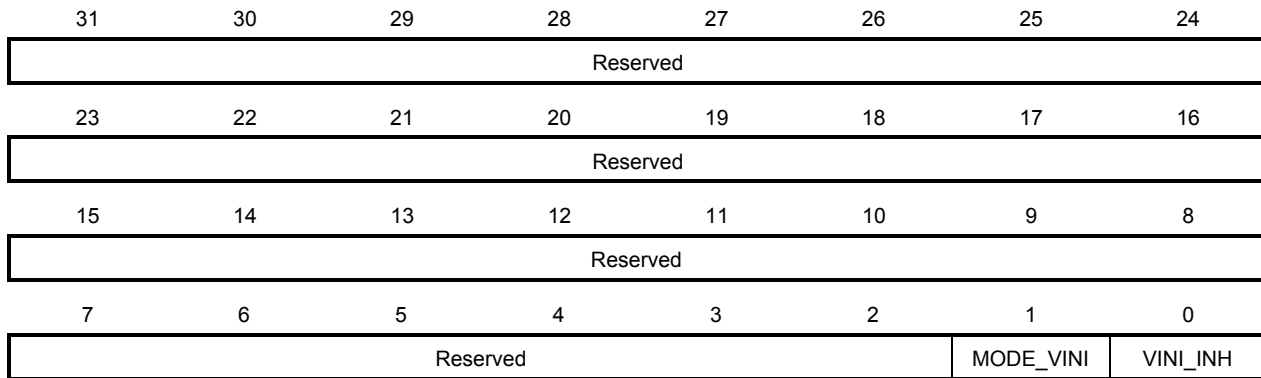 31 30 29 28 27 26 25 24
Reserved
23 22 21 20 19 18 17 16
Reserved
15 14 13 12 11 10 9 8
Reserved
7 6 5 4 3 2 1 0
Reserved MODE_VINI VINI_INH